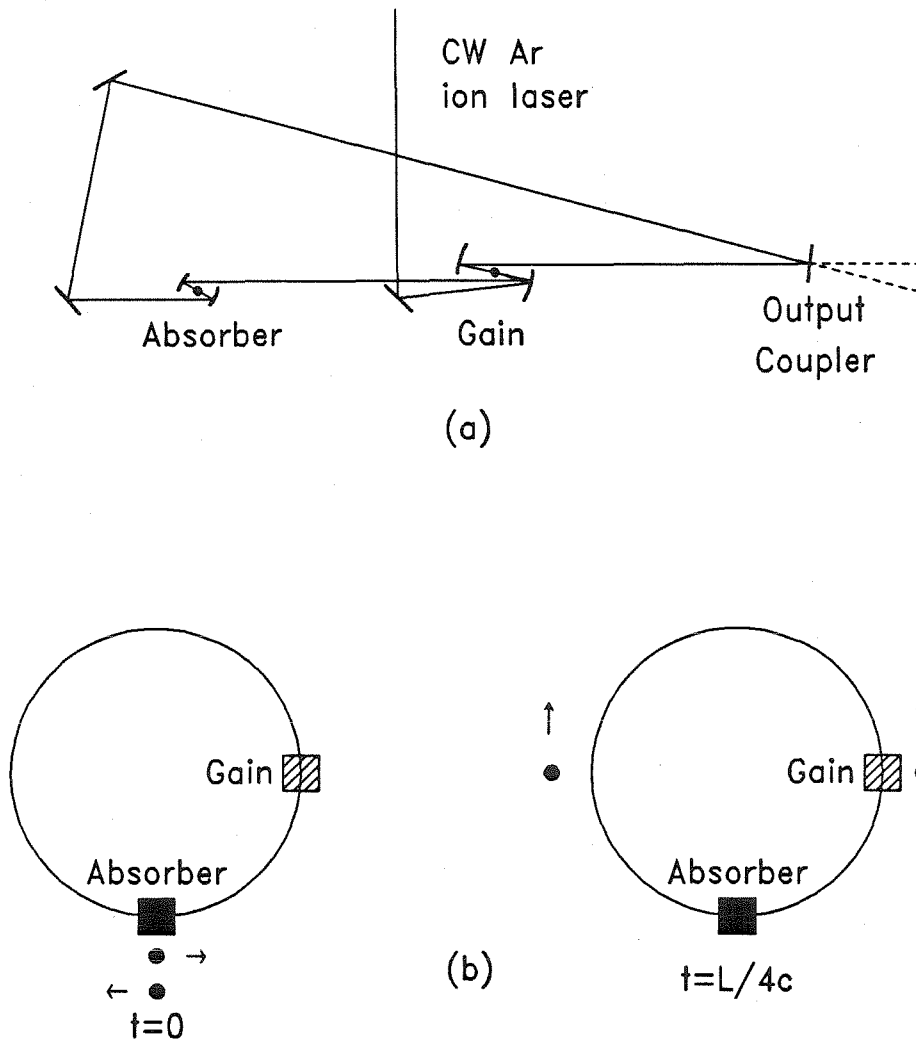 CW Ar
ion laser
Absorber
Gain
Output
Coupler
(a)
Gain
Absorber
t=0
(b)
Gain
Absorber
t=L/4c